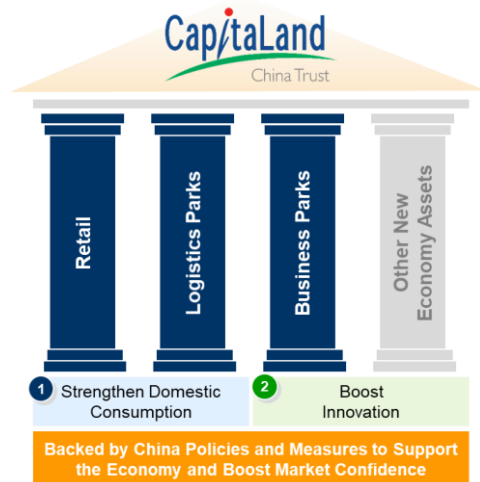 CapitaLand
China Trust
Retail
Logistics Parks
Business Parks
Other New
Economy Assets
1
Strengthen Domestic
Consumption
2
Boost
Innovation
Backed by China Policies and Measures to Support
the Economy and Boost Market Confidence